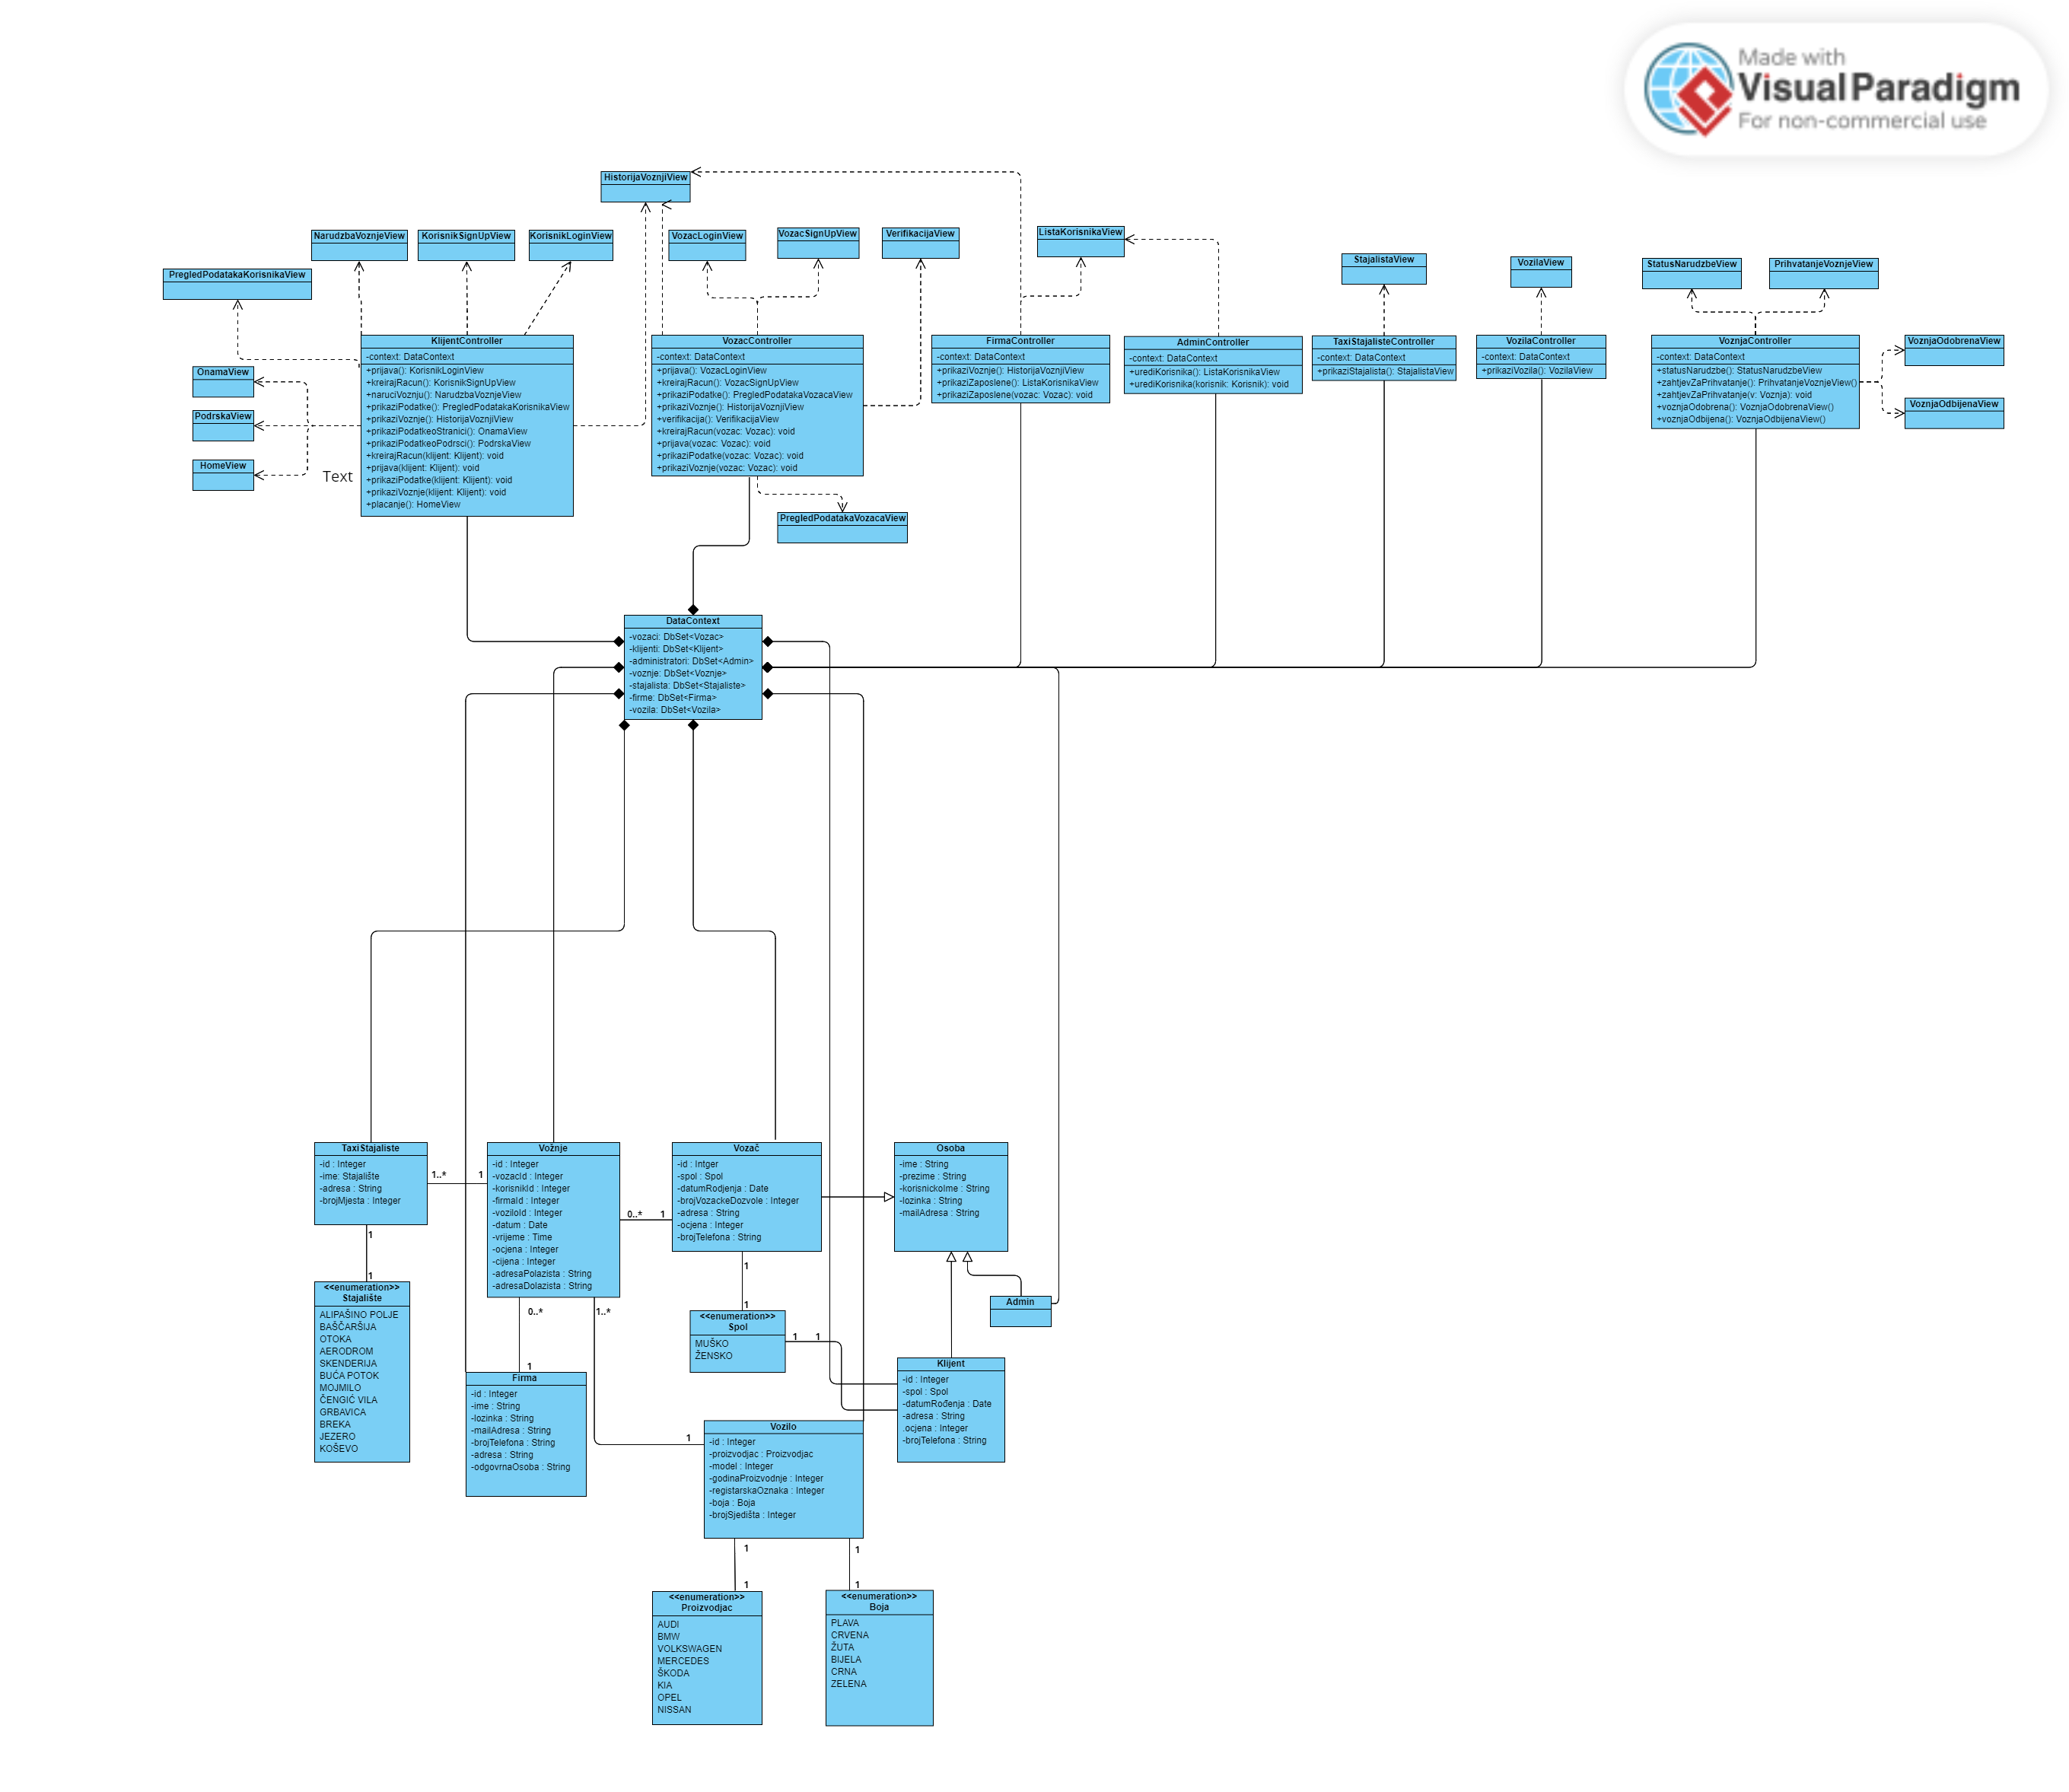 Made with
Visual Paradigm
For non-commercial use
HistorijaVoznjiView
NarudzbaVoznjeView
KorisnikSignUpView
KorisnikLoginView
VozacLoginView
VozacSignUpView
VerifikacijaView
ListaKorisnikaView
StajalistaView
VozilaView
StatusNarudzbeView
PrihvatanjeVoznjeView
PregledPodatakaKorisnikaView
OnamaView
PodrskaView
HomeView
Text
KlijentController
-context: DataContext
+prijava(): KorisnikLoginView
+kreirajRacun(): KorisnikSignUpView
+naruciVoznju(): NarudzbaVoznjeView
+prikaziPodatke(): PregledPodatakaKorisnikaView
+prikaziVoznje(): HistorijaVoznjiView
+prikaziPodatkeoStranici(): OnamaView
+prikaziPodatkeoPodrsci(): PodrskaView
+kreirajRacun(klijent: Klijent): void
+prijava(klijent: Klijent): void
+prikaziPodatke(klijent: Klijent): void
+prikaziVoznje(klijent: Klijent): void
+placanje(): HomeView
VozacController
-context: DataContext
+prijava(): VozacLoginView
+kreirajRacun(): VozacSignUpView
+prikaziPodatke(): PregledPodatakaVozacaView
+prikaziVoznje(): HistorijaVoznjiView
+verifikacija(): VerifikacijaView
+kreirajRacun(vozac: Vozac): void
+prijava(vozac: Vozac): void
+prikaziPodatke(vozac: Vozac): void
+prikaziVoznje(vozac: Vozac): void
PregledPodatakaVozacaView
FirmaController
-context: DataContext
+prikaziVoznje(): HistorijaVoznjiView
+prikaziZaposlene(): ListaKorisnikaView
+prikaziZaposlene(vozac: Vozac): void
AdminController
-context: DataContext
+urediKorisnika(): ListaKorisnikaView
+urediKorisnika(korisnik: Korisnik): void
TaxiStajalisteController
-context: DataContext
+prikaziStajalista(): StajalistaView
VozilaController
-context: DataContext
+prikaziVozila(): VozilaView
VoznjaController
-context: DataContext
+statusNarudzbe(): StatusNarudzbeView
+zahtjevZaPrihvatanje(): PrihvatanjeVoznjeView()
+zahtjevZaPrihvatanje(v: Voznja): void
+voznjaOdobrena(): VoznjaOdobrenaView()
+voznjaOdbijena(): VoznjaOdbijenaView()
VoznjaOdobrenaView
VoznjaOdbijenaView
DataContext
-vozaci: DbSet<Vozac>
-klijenti: DbSet<Klijent>
-administratori: DbSet<Admin>
-voznje: DbSet<Voznje>
-stajalista: DbSet<Stajaliste>
-firme: DbSet<Firma>
-vozila: DbSet<Vozila>
TaxiStajaliste
-id : Integer
-ime: Stajalište
-adresa : String
-brojMjesta : Integer
1..*
1
Vožnje
-id : Integer
-vozacId : Integer
-korisnikId : Integer
-firmaId : Integer
-voziloId : Integer
-datum : Date
-vrijeme : Time
-ocjena : Integer
-cijena : Integer
-adresaPolazista : String
-adresaDolazista : String
0..*
1
Vozač
-id : Intger
-spol : Spol
-datumRodjenja : Date
-brojVozackeDozvole : Integer
-adresa : String
-ocjena : Integer
-brojTelefona : String
Osoba
-ime : String
-prezime : String
-korisnickoIme : String
-lozinka : String
-mailAdresa : String
1
1
<<enumeration>>
Stajalište
ALIPAŠINO POLJE
BAŠČARŠIJA
OTOKA
AERODROM
SKENDERIJA
BUĆA POTOK
MOJMILO
ČENGIĆ VILA
GRBAVICA
BREKA
JEZERO
KOŠEVO
0..*
1
1..*
1
Firma
-id : Integer
-ime : String
-lozinka : String
-mailAdresa : String
-brojTelefona : String
-adresa : String
-odgovrnaOsoba : String
1
1
<<enumeration>>
Spol
MUŠKO
ŽENSKO
1
1
Admin
Klijent
-id : Integer
-spol : Spol
-datumRođenja : Date
-adresa : String
.ocjena : Integer
-brojTelefona : String
Vozilo
-id : Integer
-proizvodjac : Proizvodjac
-model : Integer
-godinaProizvodnje : Integer
-registarskaOznaka : Integer
-boja : Boja
-brojSjedišta : Integer
1
1
1
1
<<enumeration>>
Proizvodjac
AUDI
BMW
VOLKSWAGEN
MERCEDES
ŠKODA
KIA
OPEL
NISSAN
<<enumeration>>
Boja
PLAVA
CRVENA
ŽUTA
BIJELA
CRNA
ZELENA